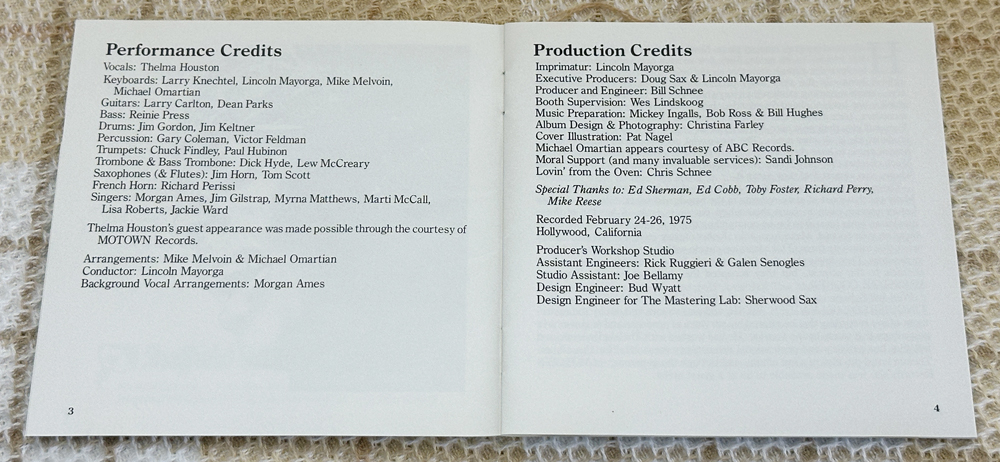 Performance Credits
Vocals: Thelma Houston
Keyboards: Larry Knechtel, Lincoln Mayorga, Mike Melvoin,
Michael Omartian
Guitars: Larry Carlton, Dean Parks
Bass: Reinie Press
Drums: Jim Gordon, Jim Keltner
Percussion: Gary Coleman, Victor Feldman
Trumpets: Chuck Findley, Paul Hubinon
Trombone & Bass Trombone: Dick Hyde, Lew McCreary
Saxophones (& Flutes): Jim Horn, Tom Scott
French Horn: Richard Perissi
Singers: Morgan Ames, Jim Gilstrap, Myrna Matthews, Marti McCall,
Lisa Roberts, Jackie Ward
Thelma Houston's guest appearance was made possible through the courtesy of
MOTOWN Records.
Arrangements: Mike Melvoin & Michael Omartian
Conductor: Lincoln Mayorga
Background Vocal Arrangements: Morgan Ames
3
Production Credits
Imprimatur: Lincoln Mayorga
Executive Producers: Doug Sax & Lincoln Mayorga
Producer and Engineer: Bill Schnee
Booth Supervision: Wes Lindskoog
Music Preparation: Mickey Ingalls, Bob Ross & Bill Hughes
Album Design & Photography: Christina Farley
Cover Illustration: Pat Nagel
Michael Omartian appears courtesy of ABC Records.
Moral Support (and many invaluable services): Sandi Johnson
Lovin' from the Oven: Chris Schnee
Special Thanks to: Ed Sherman, Ed Cobb, Toby Foster, Richard Perry,
Mike Reese
Recorded February 24-26, 1975
Hollywood, California
Producer's Workshop Studio
Assistant Engineers: Rick Ruggieri & Galen Senogles
Studio Assistant: Joe Bellamy
Design Engineer: Bud Wyatt
Design Engineer for The Mastering Lab: Sherwood Sax
4